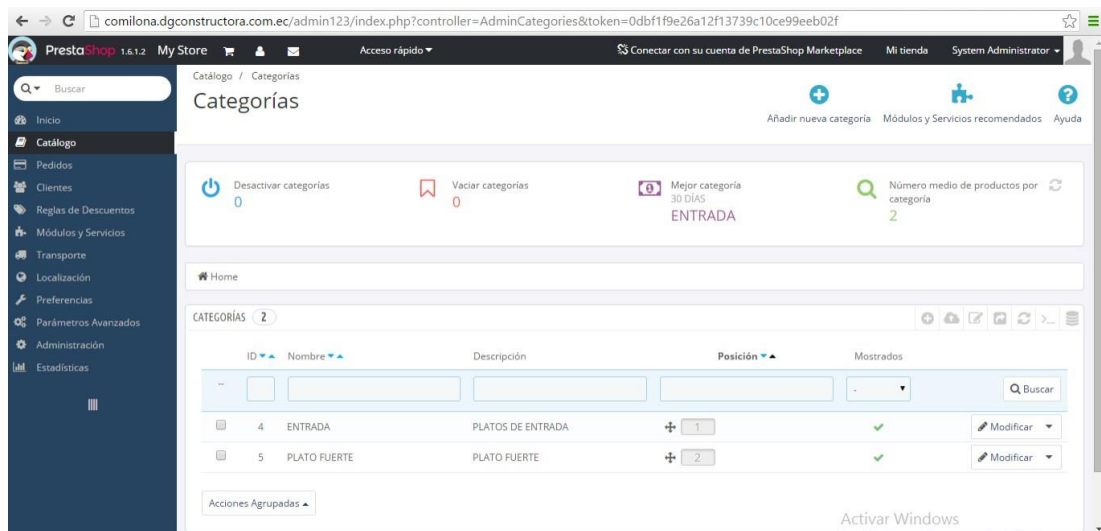 comilona.dgconstructora.com.ec/admin123/index.php?controller=AdminCategories&token=0dbf1f9e26a12f13739c10ce99eeb02f
PrestaShop 1.6.1.2 My Store Acceso rápido Conectar con su cuenta de PrestaShop Marketplace Mi tienda System Administrator
Buscar
Inicio
Catálogo
Pedidos
Clientes
Reglas de Descuentos
Módulos y Servicios
Transporte
Localización
Preferencias
Parámetros Avanzados
Administración
Estadísticas
Catálogo / Categorías
Categorías
Añadir nueva categoría Módulos y Servicios recomendados Ayuda
Desactivar categorías
0
Vaciar categorías
0
Mejor categoría
30 DÍAS
ENTRADA
Número medio de productos por
categoría
2
Home
CATEGORÍAS 2
ID Nombre Descripción Posición Mostrados
-- - Buscar
4 ENTRADA PLATOS DE ENTRADA 1 Modificar
5 PLATO FUERTE PLATO FUERTE 2 Modificar
Acciones Agrupadas
Activar Windows